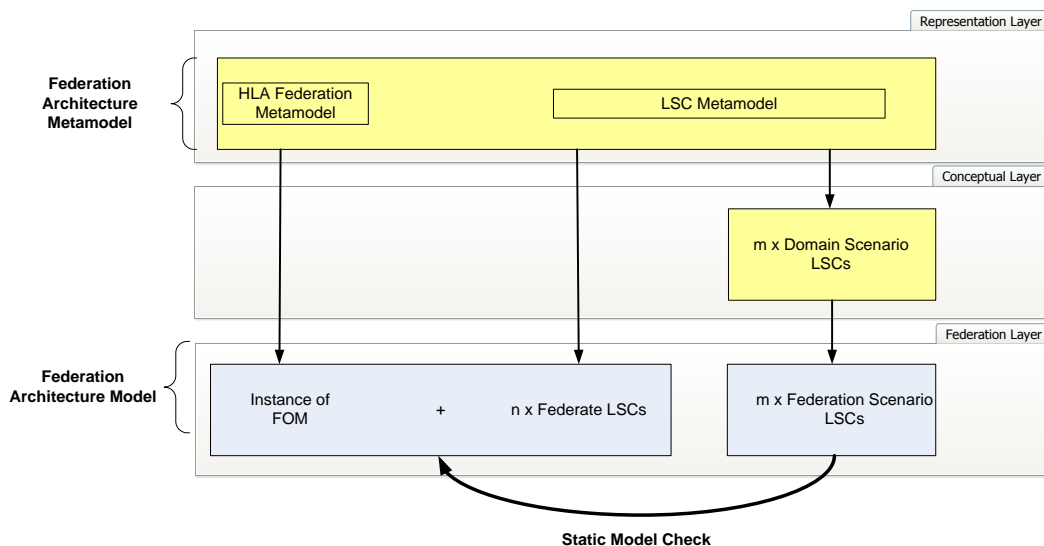 Representation Layer
Federation
Architecture
Metamodel
HLA Federation
Metamodel
LSC Metamodel
Conceptual Layer
m x Domain Scenario
LSCs
Federation Layer
Federation
Architecture Model
Instance of
FOM
+
n x Federate LSCs
m x Federation Scenario
LSCs
Static Model Check